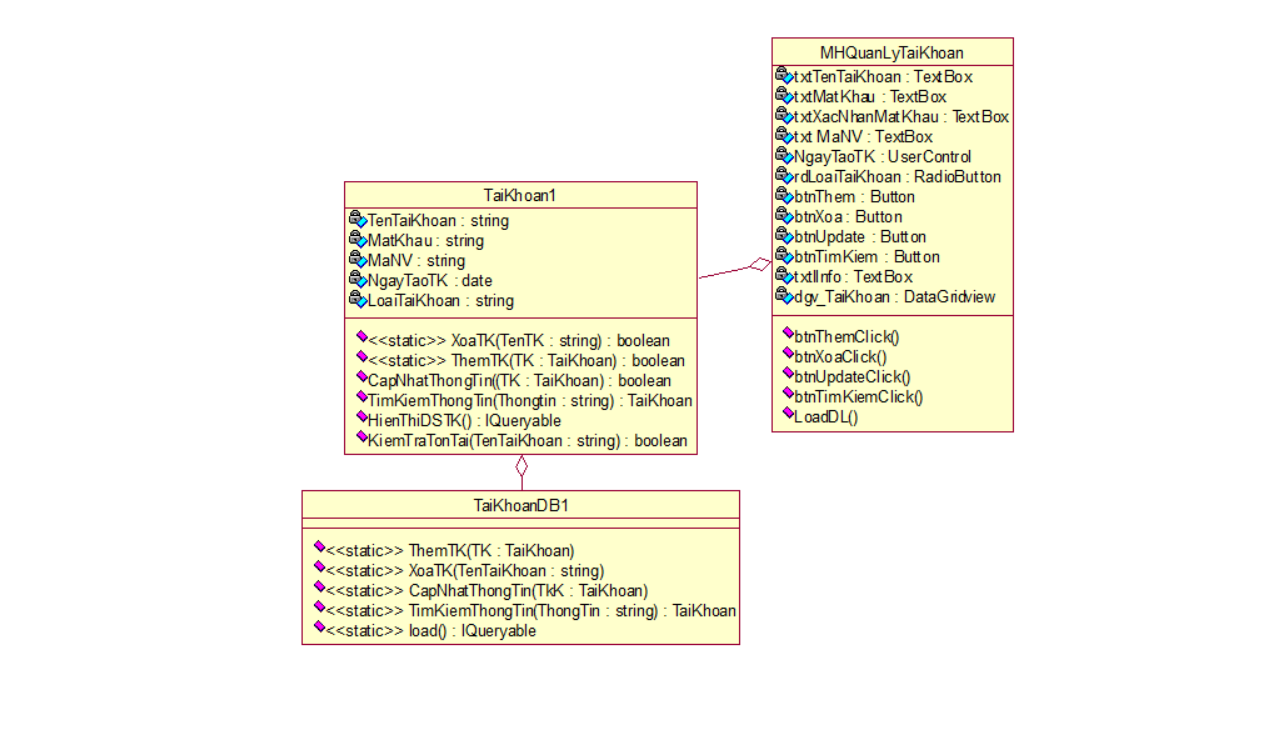 MHQuanLyTaiKhoan
txtTenTaiKhoan : TextBox
txtMatKhau : TextBox
txtXacNhanMatKhau : TextBox
txt MaNV : TextBox
NgayTaoTK : UserControl
rdLoaiTaiKhoan : RadioButton
btnThem : Button
btnXoa : Button
btnUpdate : Button
btnTimKiem : Button
txtIInfo : TextBox
dgv_TaiKhoan : DataGridview
btnThemClick()
btnXoaClick()
btnUpdateClick()
btnTimKiemClick()
LoadDL()
TaiKhoan1
TenTaiKhoan : string
MatKhau : string
MaNV : string
NgayTaoTK : date
LoaiTaiKhoan : string
<<static>> XoaTK(TenTK : string) : boolean
<<static>> ThemTK(TK : TaiKhoan) : boolean
CapNhatThongTin((TK : TaiKhoan) : boolean
TimKiemThongTin(Thongtin : string) : TaiKhoan
HienThiDSTK() : IQueryable
KiemTraTonTai(TenTaiKhoan : string) : boolean
TaiKhoanDB1
<<static>> ThemTK(TK : TaiKhoan)
<<static>> XoaTK(TenTaiKhoan : string)
<<static>> CapNhatThongTin(TkK : TaiKhoan)
<<static>> TimKiemThongTin(ThongTin : string) : TaiKhoan
<<static>> load() : IQueryable